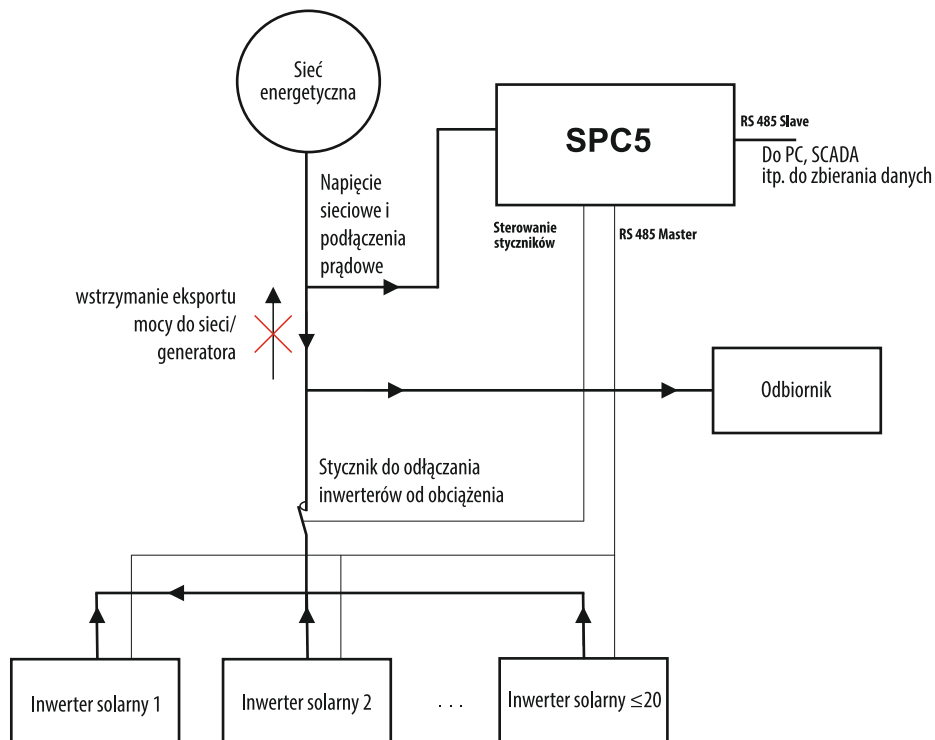 Sieć
energetyczna
SPC5
RS 485 Slave
Do PC, SCADA
itp. do zbierania danych
Napięcie
sieciowe i
podłączenia
prądowe
Sterowanie
styczników
RS 485 Master
wstrzymanie eksportu
mocy do sieci/
generatora
Odbiornik
Stycznik do odłączania
inwerterów od obciążenia
Inwerter solarny 1
Inwerter solarny 2
. . .
Inwerter solarny ≤20